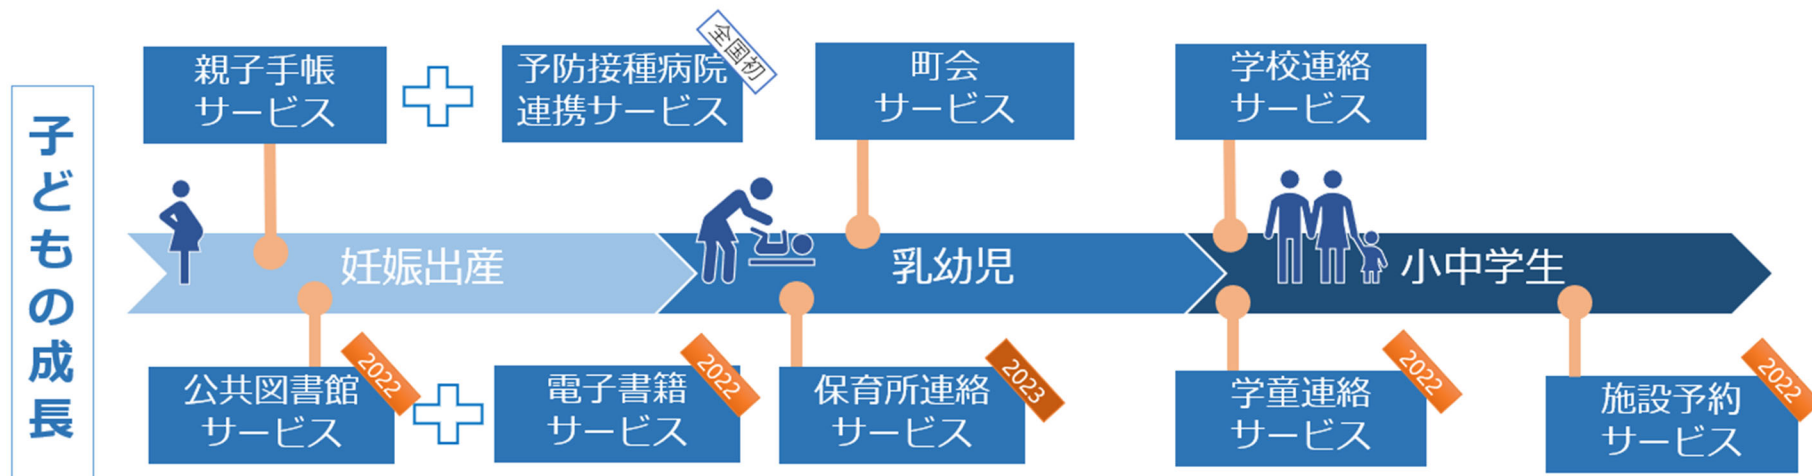 子どもの成長
親子手帳
サービス
予防接種病院
連携サービス
全国初
町会
サービス
学校連絡
サービス
妊娠出産
乳幼児
小中学生
公共図書館
サービス
2022
電子書籍
サービス
2022
保育所連絡
サービス
2023
学童連絡
サービス
2022
施設予約
サービス
2022